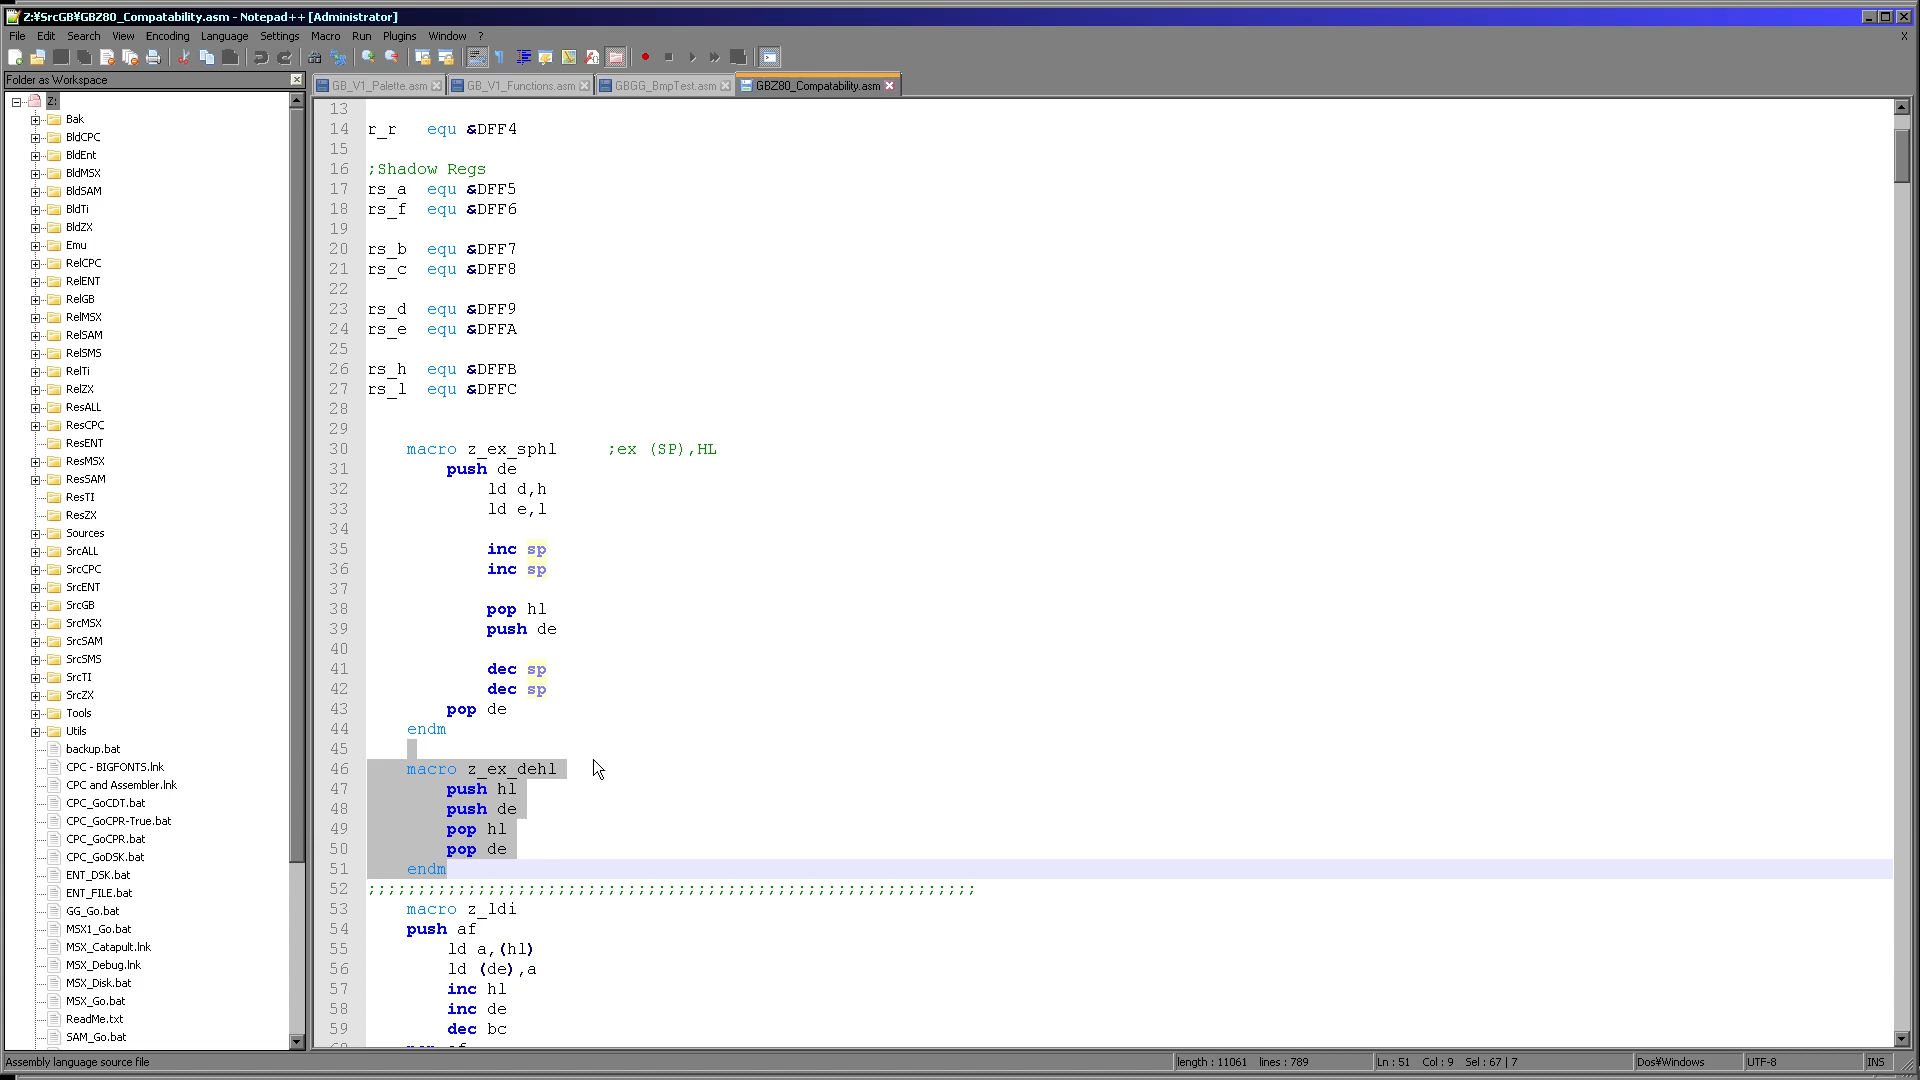 Z:¥SrcGB¥GBZ80_Compatability.asm - Notepad++ [Administrator]
File Edit Search View Encoding Language Settings Macro Run Plugins Window ? X
Folder as Workspace
GB_V1_Palette.asm GB_V1_Functions.asm GBGG_BmpTest.asm GBZ80_Compatability.asm
Z:
Bak
BldCPC
BldEnt
BldMSX
BldSAM
BldTi
BldZX
Emu
RelCPC
RelENT
RelGB
RelMSX
RelSAM
RelSMS
RelTi
RelZX
ResALL
ResCPC
ResENT
ResMSX
ResSAM
ResTI
ResZX
Sources
SrcALL
SrcCPC
SrcENT
SrcGB
SrcMSX
SrcSAM
SrcSMS
SrcTI
SrcZX
Tools
Utils
backup.bat
CPC - BIGFONTS.lnk
CPC and Assembler.lnk
CPC_GoCDT.bat
CPC_GoCPR-True.bat
CPC_GoCPR.bat
CPC_GoDSK.bat
ENT_DSK.bat
ENT_FILE.bat
GG_Go.bat
MSX1_Go.bat
MSX_Catapult.lnk
MSX_Debug.lnk
MSX_Disk.bat
MSX_Go.bat
ReadMe.txt
SAM_Go.bat
13
14 r_r equ &DFF4
15
16 ;Shadow Regs
17 rs_a equ &DFF5
18 rs_f equ &DFF6
19
20 rs_b equ &DFF7
21 rs_c equ &DFF8
22
23 rs_d equ &DFF9
24 rs_e equ &DFFA
25
26 rs_h equ &DFFB
27 rs_l equ &DFFC
28
29
30 macro z_ex_sphl ;ex (SP),HL
31 push de
32 ld d,h
33 ld e,l
34
35 inc sp
36 inc sp
37
38 pop hl
39 push de
40
41 dec sp
42 dec sp
43 pop de
44 endm
45
46 macro z_ex_dehl
47 push hl
48 push de
49 pop hl
50 pop de
51 endm
52 ;;;;;;;;;;;;;;;;;;;;;;;;;;;;;;;;;;;;;;;;;;;;;;;;;;;;;;;;;;;;;
53 macro z_ldi
54 push af
55 ld a,(hl)
56 ld (de),a
57 inc hl
58 inc de
59 dec bc
Assembly language source file length : 11061 lines : 789 Ln : 51 Col : 9 Sel : 67 | 7 Dos¥Windows UTF-8 INS